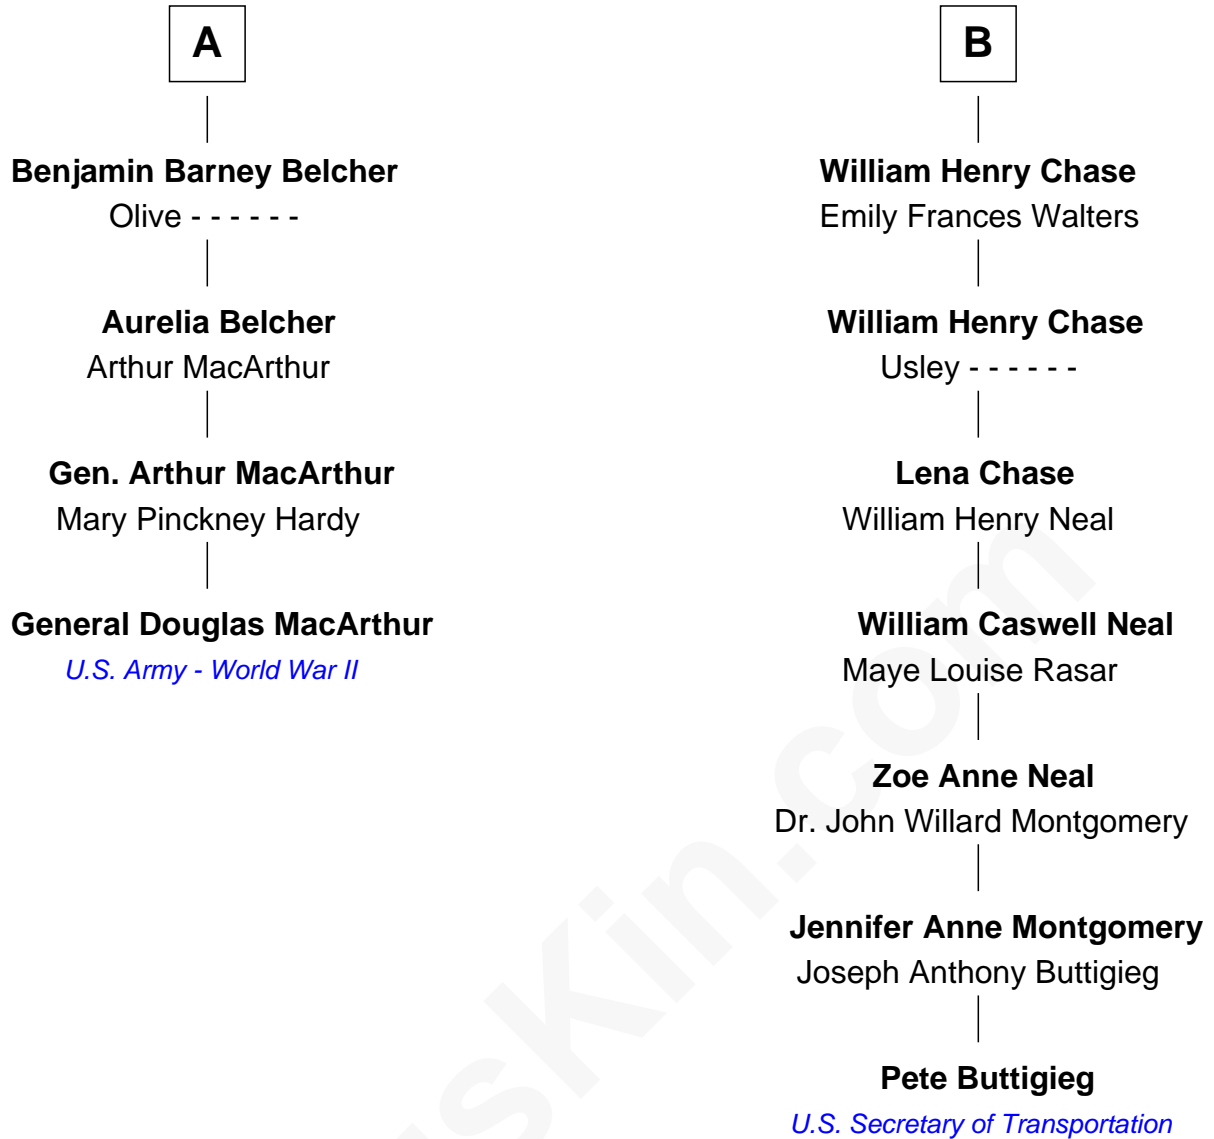 A
Benjamin Barney Belcher
Olive - - - - - -
Aurelia Belcher
Arthur MacArthur
Gen. Arthur MacArthur
Mary Pinckney Hardy
General Douglas MacArthur
U.S. Army - World War II
B
William Henry Chase
Emily Frances Walters
William Henry Chase
Usley - - - - - -
Lena Chase
William Henry Neal
William Caswell Neal
Maye Louise Rasar
Zoe Anne Neal
Dr. John Willard Montgomery
Jennifer Anne Montgomery
Joseph Anthony Buttigieg
Pete Buttigieg
U.S. Secretary of Transportation
sKin.com